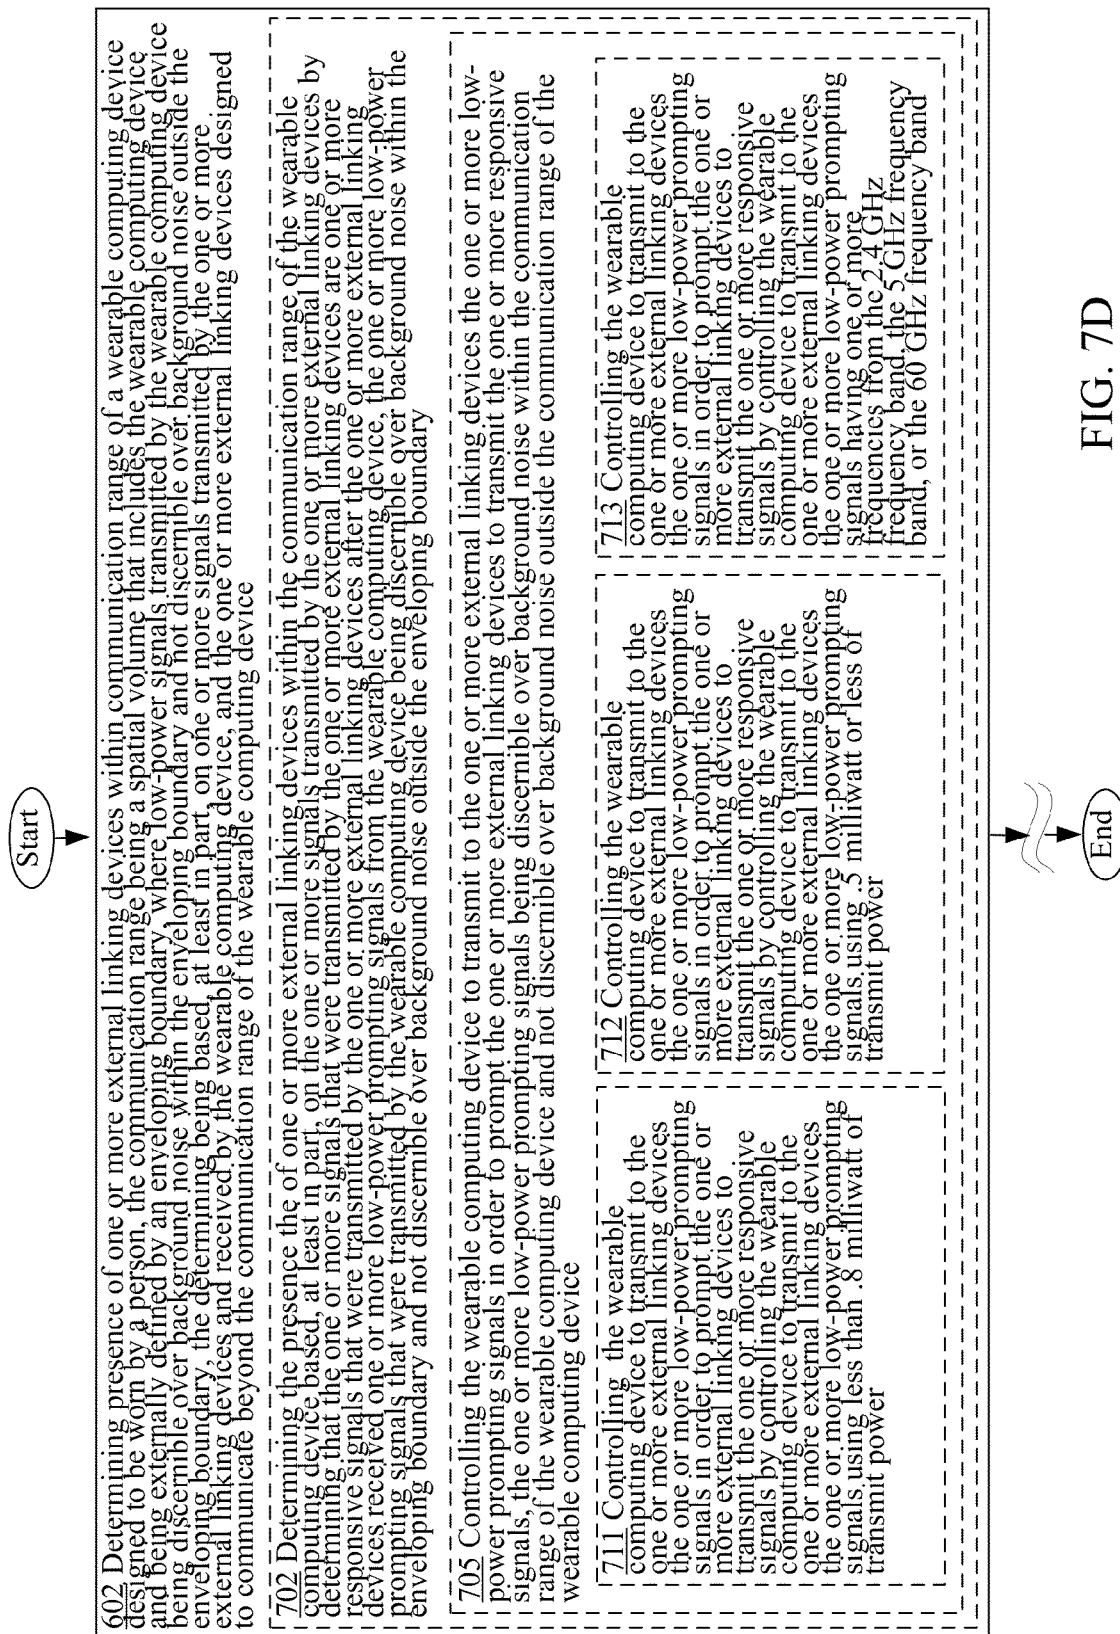 Start
602 Determining presence of one or more external linking devices within communication range of a wearable computing device
designed to be worn by a person, the communication range being a spatial volume that includes the wearable computing device
and being externally defined by an enveloping boundary, where low-power signals transmitted by the wearable computing device
being discernible over background noise within the enveloping boundary and not discernible over background noise outside the
enveloping boundary, the determining being based, at least in part, on one or more signals transmitted by the one or more
external linking devices and received by the wearable computing device, and the one or more external linking devices designed
to communicate beyond the communication range of the wearable computing device
702 Determining the presence the of one or more external linking devices within the communication range of the wearable
computing device based, at least in part, on the one or more signals transmitted by the one or more external linking devices by
determining that the one or more signals that were transmitted by the one or more external linking devices are one or more
responsive signals that were transmitted by the one or more external linking devices after the one or more external linking
devices received one or more low-power prompting signals from the wearable computing device, the one or more low-power
prompting signals that were transmitted by the wearable computing device being discernible over background noise within the
enveloping boundary and not discernible over background noise outside the enveloping boundary
705 Controlling the wearable computing device to transmit to the one or more external linking devices the one or more low-
power prompting signals in order to prompt the one or more external linking devices to transmit the one or more responsive
signals, the one or more low-power prompting signals being discernible over background noise within the communication
range of the wearable computing device and not discernible over background noise outside the communication range of the
wearable computing device
711 Controlling the wearable
computing device to transmit to the
one or more external linking devices
the one or more low-power prompting
signals in order to prompt the one or
more external linking devices to
transmit the one or more responsive
signals by controlling the wearable
computing device to transmit to the
one or more external linking devices
the one or more low-power prompting
signals using less than .8 milliwatt of
transmit power
712 Controlling the wearable
computing device to transmit to the
one or more external linking devices
the one or more low-power prompting
signals in order to prompt the one or
more external linking devices to
transmit the one or more responsive
signals by controlling the wearable
computing device to transmit to the
one or more external linking devices
the one or more low-power prompting
signals using .5 milliwatt or less of
transmit power
713 Controlling the wearable
computing device to transmit to the
one or more external linking devices
the one or more low-power prompting
signals in order to prompt the one or
more external linking devices to
transmit the one or more responsive
signals by controlling the wearable
computing device to transmit to the
one or more external linking devices
the one or more low-power prompting
signals having one or more
frequencies from the 2.4 GHz
frequency band, the 5 GHz frequency
band, or the 60 GHz frequency band
End
FIG. 7D